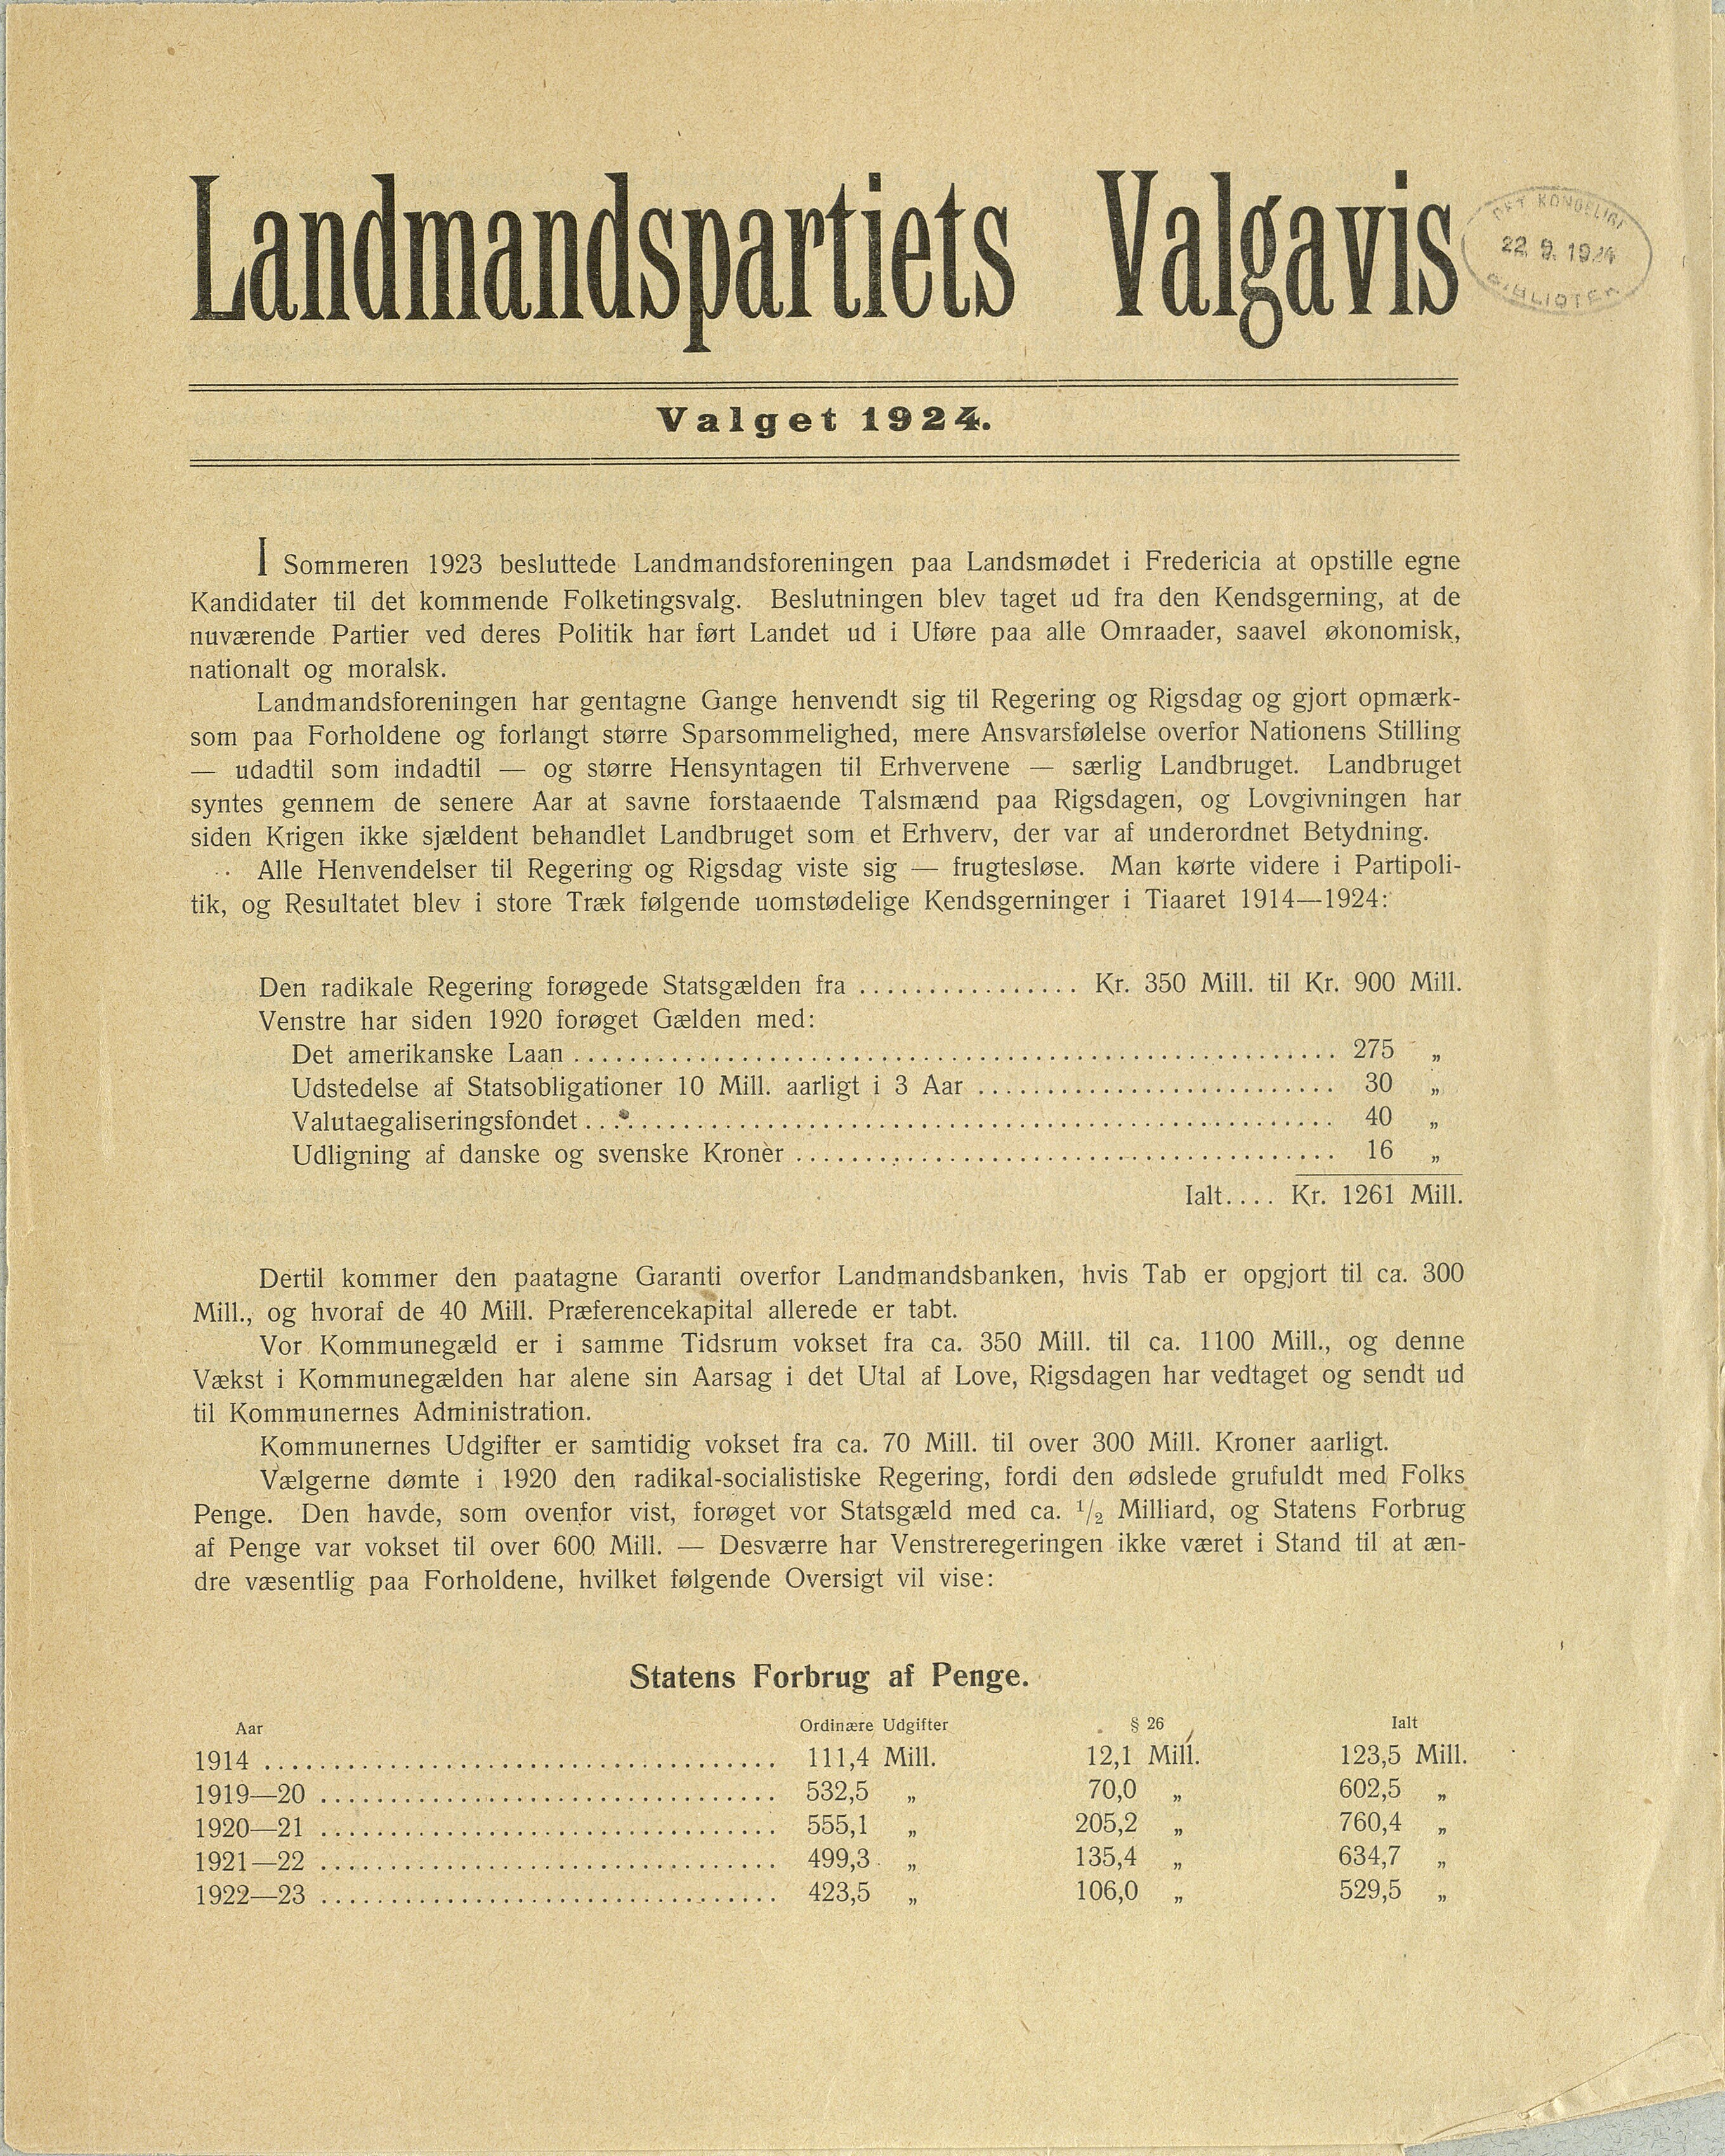 Landmandspartiets Valgavis
DET KONGELIGE
22. 9. 1924
BIBLIOTEK
Valget 1924.
I Sommeren 1923 besluttede Landmandsforeningen paa Landsmødet i Fredericia at opstille egne
Kandidater til det kommende Folketingsvalg. Beslutningen blev taget ud fra den Kendsgerning, at de
nuværende Partier ved deres Politik har ført Landet ud i Uføre paa alle Omraader, saavel økonomisk,
nationalt og moralsk.
Landmandsforeningen har gentagne Gange henvendt sig til Regering og Rigsdag og gjort opmærk-
som paa Forholdene og forlangt større Sparsommelighed, mere Ansvarsfølelse overfor Nationens Stilling
— udadtil som indadtil — og større Hensyntagen til Erhvervene — særlig Landbruget. Landbruget
syntes gennem de senere Aar at savne forstaaende Talsmænd paa Rigsdagen, og Lovgivningen har
siden Krigen ikke sjældent behandlet Landbruget som et Erhverv, der var af underordnet Betydning.
Alle Henvendelser til Regering og Rigsdag viste sig — frugtesløse. Man kørte videre i Partipoli-
tik, og Resultatet blev i store Træk følgende uomstødelige Kendsgerninger i Tiaaret 1914—1924:
Den radikale Regering forøgede Statsgælden fra ................ Kr. 350 Mill. til Kr. 900 Mill.
Venstre har siden 1920 forøget Gælden med:
Det amerikanske Laan ........................................................ 275 „
Udstedelse af Statsobligationer 10 Mill. aarligt i 3 Aar .......................... 30 „
Valutaegaliseringsfondet ...................................................... 40 „
Udligning af danske og svenske Kroner ....................................... 16 „
Ialt.... Kr. 1261 Mill.
Dertil kommer den paatagne Garanti overfor Landmandsbanken, hvis Tab er opgjort til ca. 300
Mill., og hvoraf de 40 Mill. Præferencekapital allerede er tabt.
Vor Kommunegæld er i samme Tidsrum vokset fra ca. 350 Mill. til ca. 1100 Mill., og denne
Vækst i Kommunegælden har alene sin Aarsag i det Utal af Love, Rigsdagen har vedtaget og sendt ud
til Kommunernes Administration.
Kommunernes Udgifter er samtidig vokset fra ca. 70 Mill. til over 300 Mill. Kroner aarligt.
Vælgerne dømte i 1920 den radikal-socialistiske Regering, fordi den ødslede grufuldt med Folks
Penge. Den havde, som ovenfor vist, forøget vor Statsgæld med ca. ½ Milliard, og Statens Forbrug
af Penge var vokset til over 600 Mill. — Desværre har Venstreregeringen ikke været i Stand til at æn-
dre væsentlig paa Forholdene, hvilket følgende Oversigt vil vise:
Statens Forbrug af Penge.
Aar Ordinære Udgifter § 26 Ialt
1914 ..................................... 111,4 Mill. 12,1 Mill. 123,5 Mill.
1919—20 ................................. 532,5 „ 70,0 „ 602,5 „
1920—21 ................................. 555,1 „ 205,2 „ 760,4 „
1921—22 ................................. 499,3 „ 135,4 „ 634,7 „
1922—23 ................................. 423,5 „ 106,0 „ 529,5 „